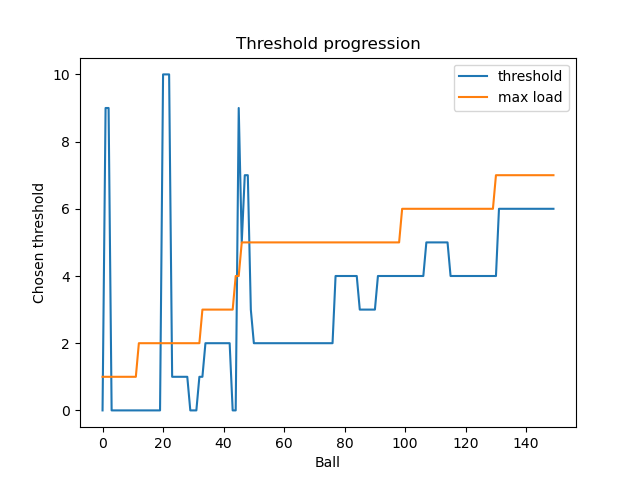 Threshold progression
threshold
max load
Chosen threshold
10
8
6
4
2
0
0 20 40 60 80 100 120 140
Ball